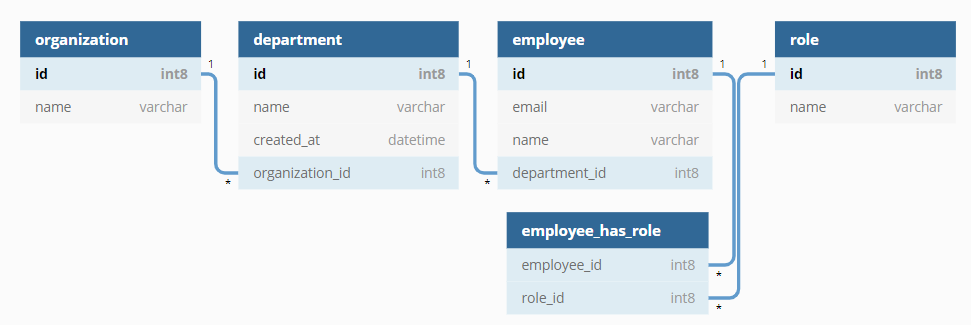 organization
id int8
name varchar
department
id int8
name varchar
created_at datetime
organization_id int8
employee
id int8
email varchar
name varchar
department_id int8
role
id int8
name varchar
employee_has_role
employee_id int8
role_id int8
1
*
1
*
1
*
1
*